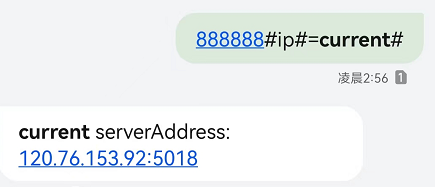 888888#ip#=current#
凌晨2:56 1
current serverAddress:
120.76.153.92:5018